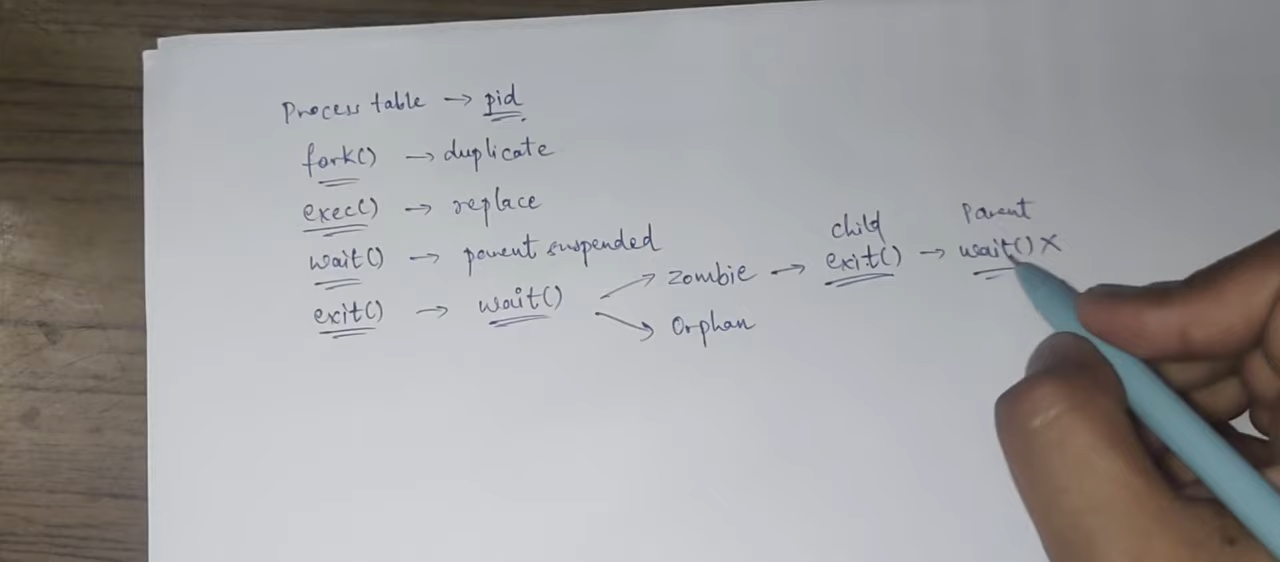 Process table → pid
fork() → duplicate
exec() → replace
wait() → parent suspended
exit() → wait()
Zombie → child exit() → Parent wait() X
Orphan